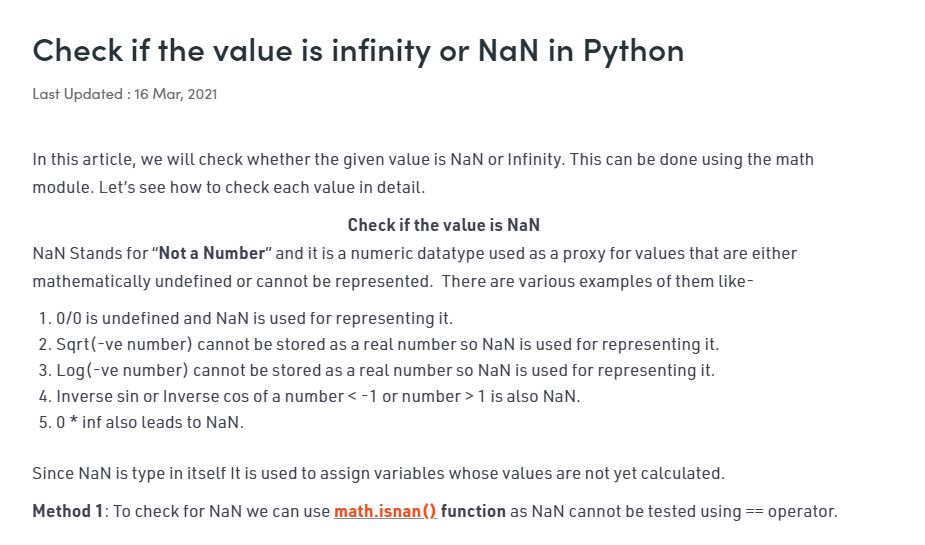 Check if the value is infinity or NaN in Python
Last Updated : 16 Mar, 2021
In this article, we will check whether the given value is NaN or Infinity. This can be done using the math
module. Let's see how to check each value in detail.
Check if the value is NaN
NaN Stands for “Not a Number” and it is a numeric datatype used as a proxy for values that are either
mathematically undefined or cannot be represented.  There are various examples of them like-
1. 0/0 is undefined and NaN is used for representing it.
2. Sqrt(-ve number) cannot be stored as a real number so NaN is used for representing it.
3. Log(-ve number) cannot be stored as a real number so NaN is used for representing it.
4. Inverse sin or Inverse cos of a number < -1 or number > 1 is also NaN.
5. 0 * inf also leads to NaN.
Since NaN is type in itself It is used to assign variables whose values are not yet calculated.
Method 1: To check for NaN we can use math.isnan() function as NaN cannot be tested using == operator.